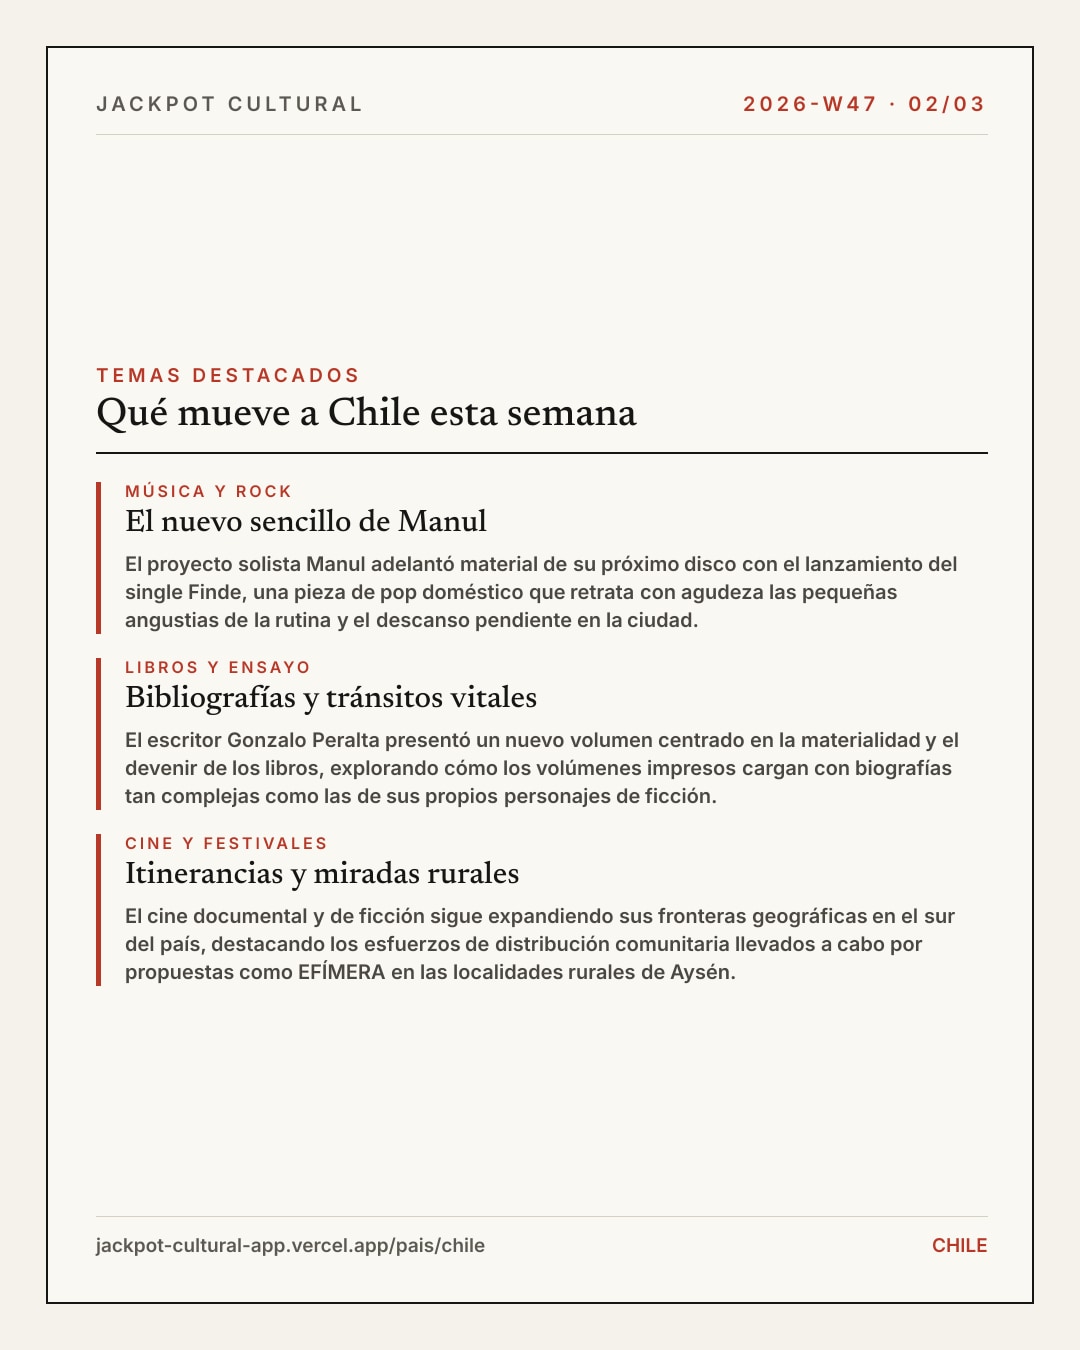 JACKPOT CULTURAL
2026-W47 · 02/03
TEMAS DESTACADOS
Qué mueve a Chile esta semana
MÚSICA Y ROCK
El nuevo sencillo de Manul
El proyecto solista Manul adelantó material de su próximo disco con el lanzamiento del
single Finde, una pieza de pop doméstico que retrata con agudeza las pequeñas
angustias de la rutina y el descanso pendiente en la ciudad.
LIBROS Y ENSAYO
Bibliografías y tránsitos vitales
El escritor Gonzalo Peralta presentó un nuevo volumen centrado en la materialidad y el
devenir de los libros, explorando cómo los volúmenes impresos cargan con biografías
tan complejas como las de sus propios personajes de ficción.
CINE Y FESTIVALES
Itinerancias y miradas rurales
El cine documental y de ficción sigue expandiendo sus fronteras geográficas en el sur
del país, destacando los esfuerzos de distribución comunitaria llevados a cabo por
propuestas como EFÍMERA en las localidades rurales de Aysén.
jackpot-cultural-app.vercel.app/pais/chile
CHILE